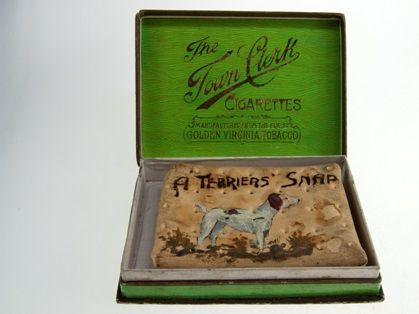 The
Town Clerk
CIGARETTES
MANUFACTURED FROM THE FINEST
GOLDEN VIRGINIA TOBACCO
A TERRIERS' SNAP